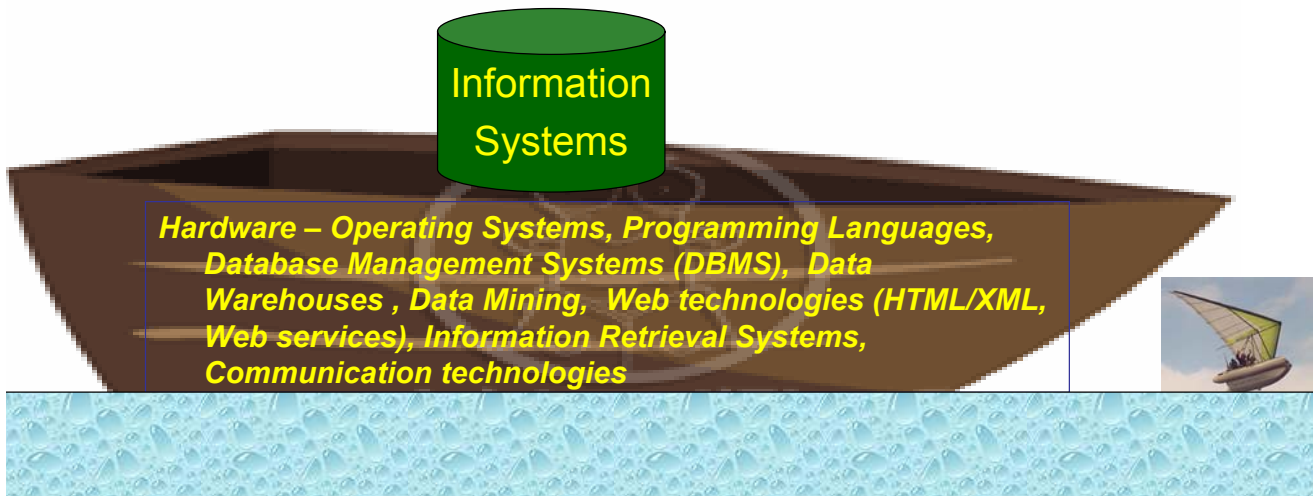 Information
Systems
Hardware – Operating Systems, Programming Languages,
Database Management Systems (DBMS), Data
Warehouses , Data Mining, Web technologies (HTML/XML,
Web services), Information Retrieval Systems,
Communication technologies